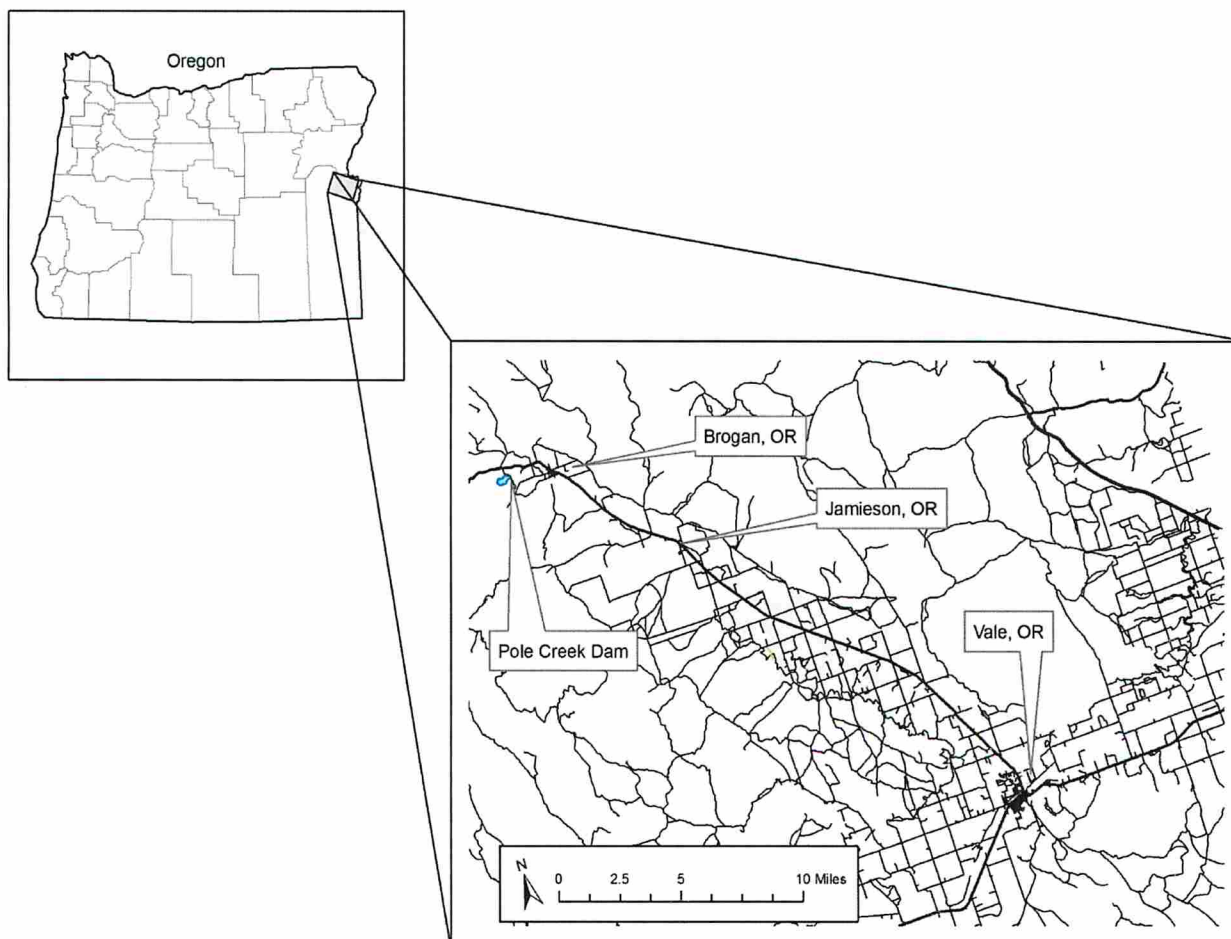 Oregon
Brogan, OR
Jamieson, OR
Pole Creek Dam
Vale, OR
N
0 2.5 5 10 Miles